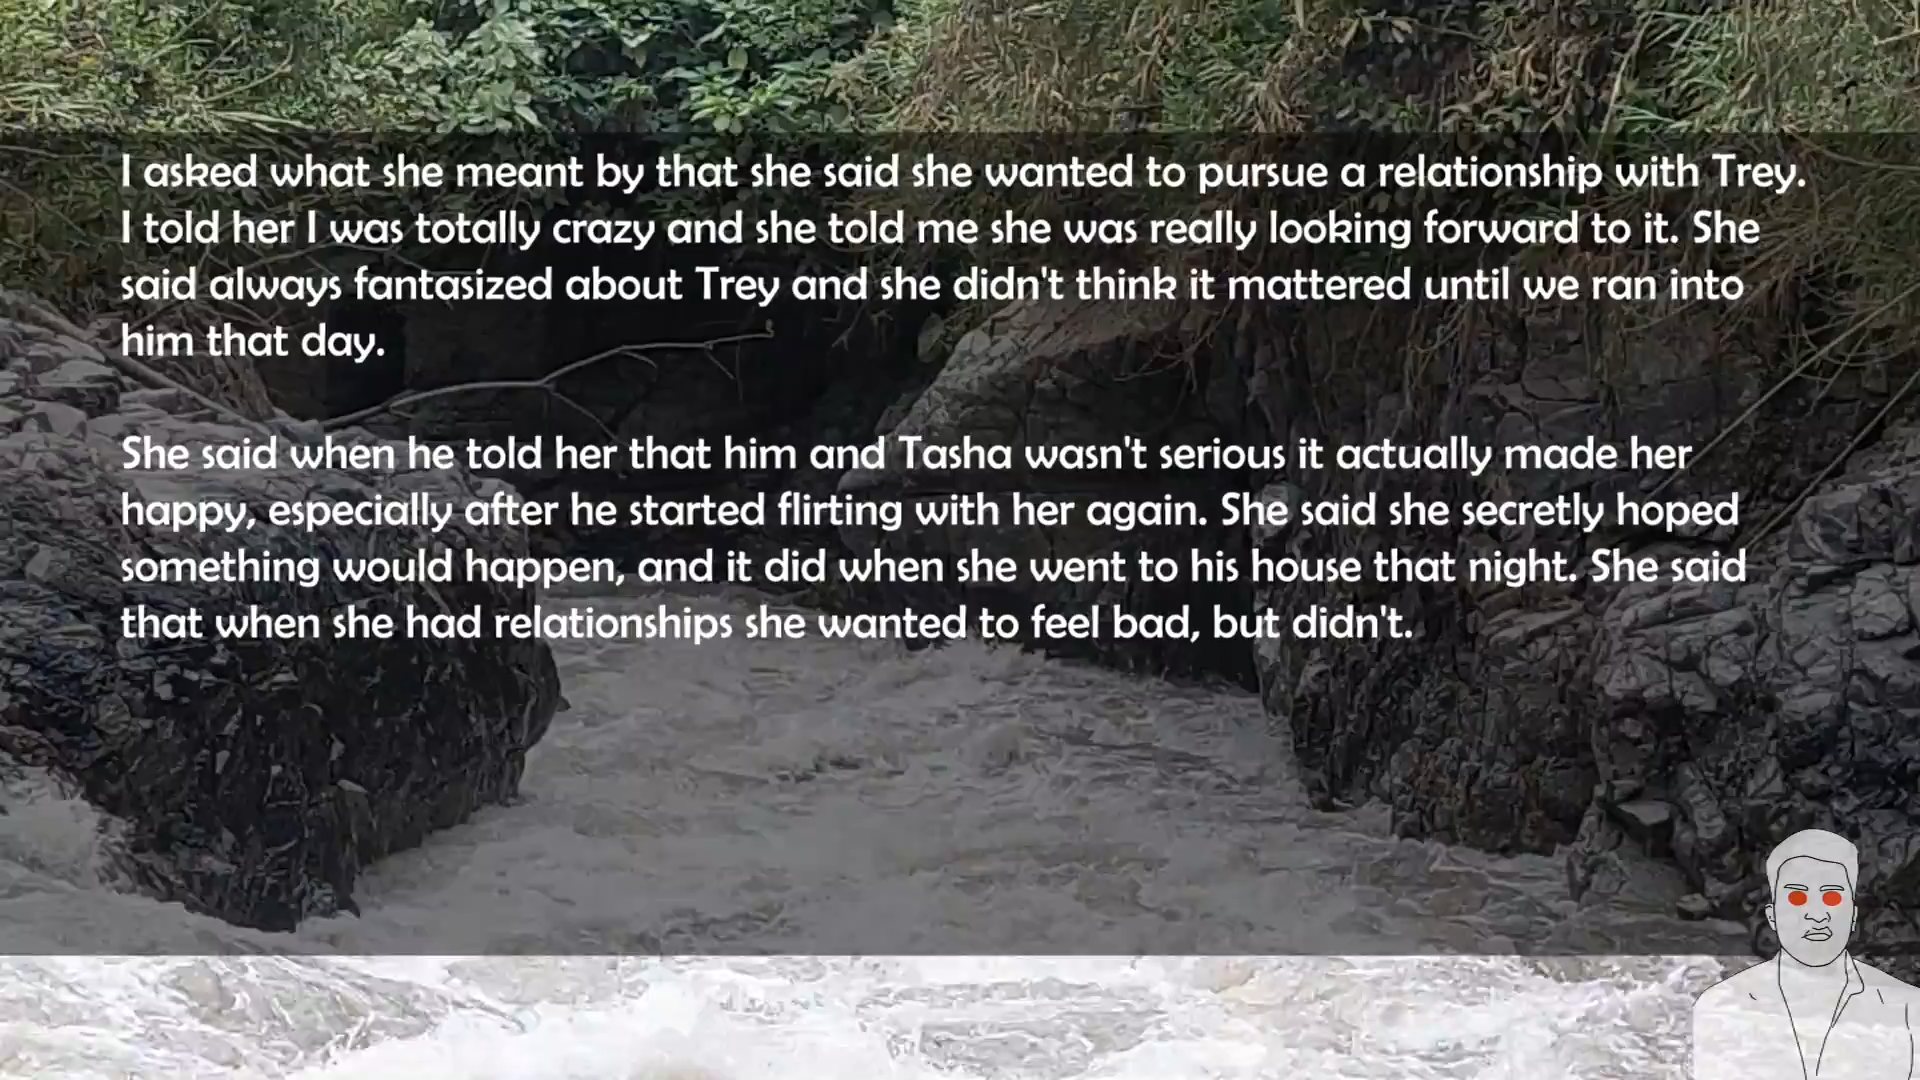 I asked what she meant by that she said she wanted to pursue a relationship with Trey.
I told her I was totally crazy and she told me she was really looking forward to it. She
said always fantasized about Trey and she didn't think it mattered until we ran into
him that day.
She said when he told her that him and Tasha wasn't serious it actually made her
happy, especially after he started flirting with her again. She said she secretly hoped
something would happen, and it did when she went to his house that night. She said
that when she had relationships she wanted to feel bad, but didn't.